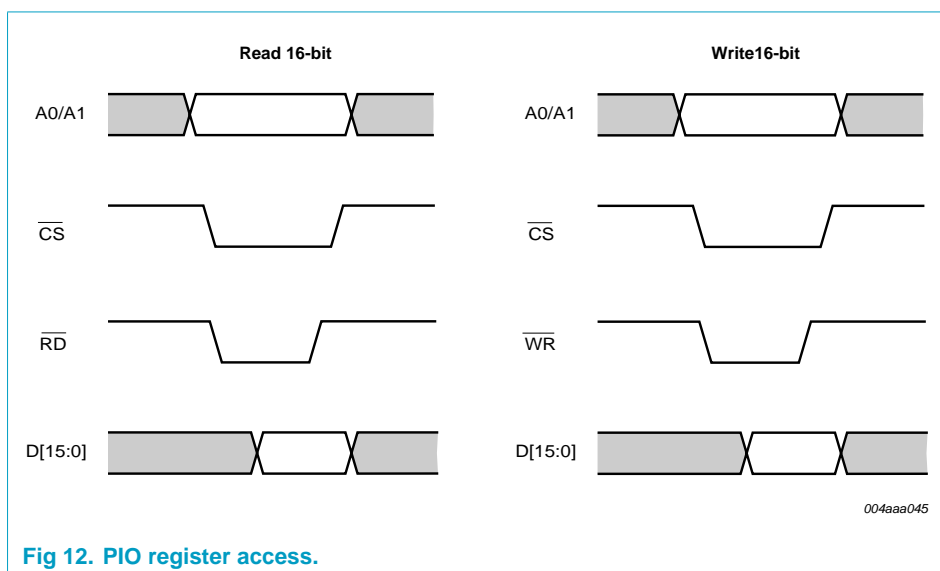 Read 16-bit
Write16-bit
A0/A1
A0/A1
CS
CS
RD
WR
D[15:0]
D[15:0]
004aaa045
Fig 12. PIO register access.